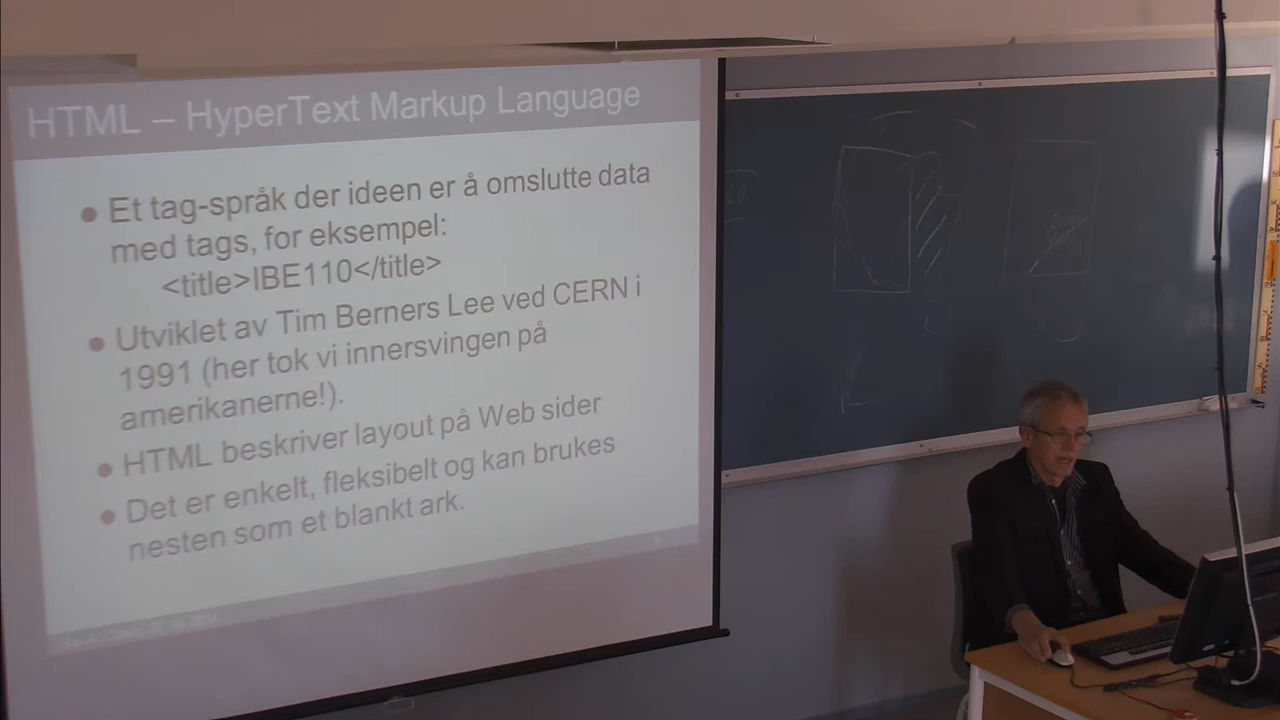 HTML – HyperText Markup Language
Et tag-språk der ideen er å omslutte data
med tags, for eksempel:
<title>IBE110</title>
Utviklet av Tim Berners Lee ved CERN i
1991 (her tok vi innersvingen på
amerikanerne!).
HTML beskriver layout på Web sider
Det er enkelt, fleksibelt og kan brukes
nesten som et blankt ark.